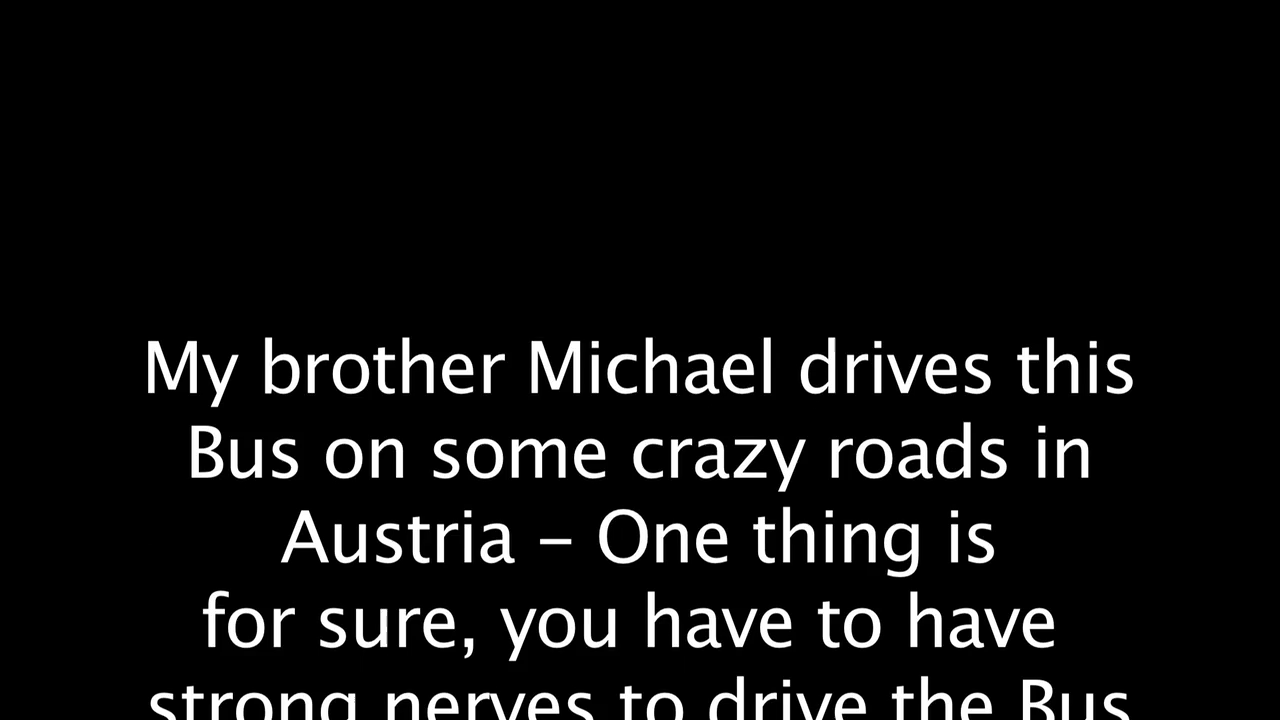 My brother Michael drives this
Bus on some crazy roads in
Austria – One thing is
for sure, you have to have
strong nerves to drive the Bus